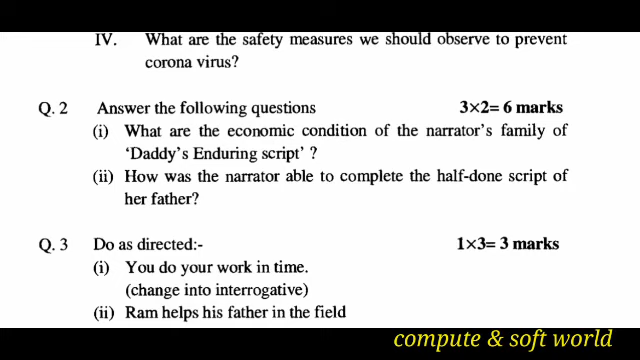 IV. What are the safety measures we should observe to prevent
corona virus?
Q. 2 Answer the following questions 3×2= 6 marks
(i) What are the economic condition of the narrator's family of
'Daddy's Enduring script' ?
(ii) How was the narrator able to complete the half-done script of
her father?
Q. 3 Do as directed:- 1×3= 3 marks
(i) You do your work in time.
(change into interrogative)
(ii) Ram helps his father in the field
compute & soft world